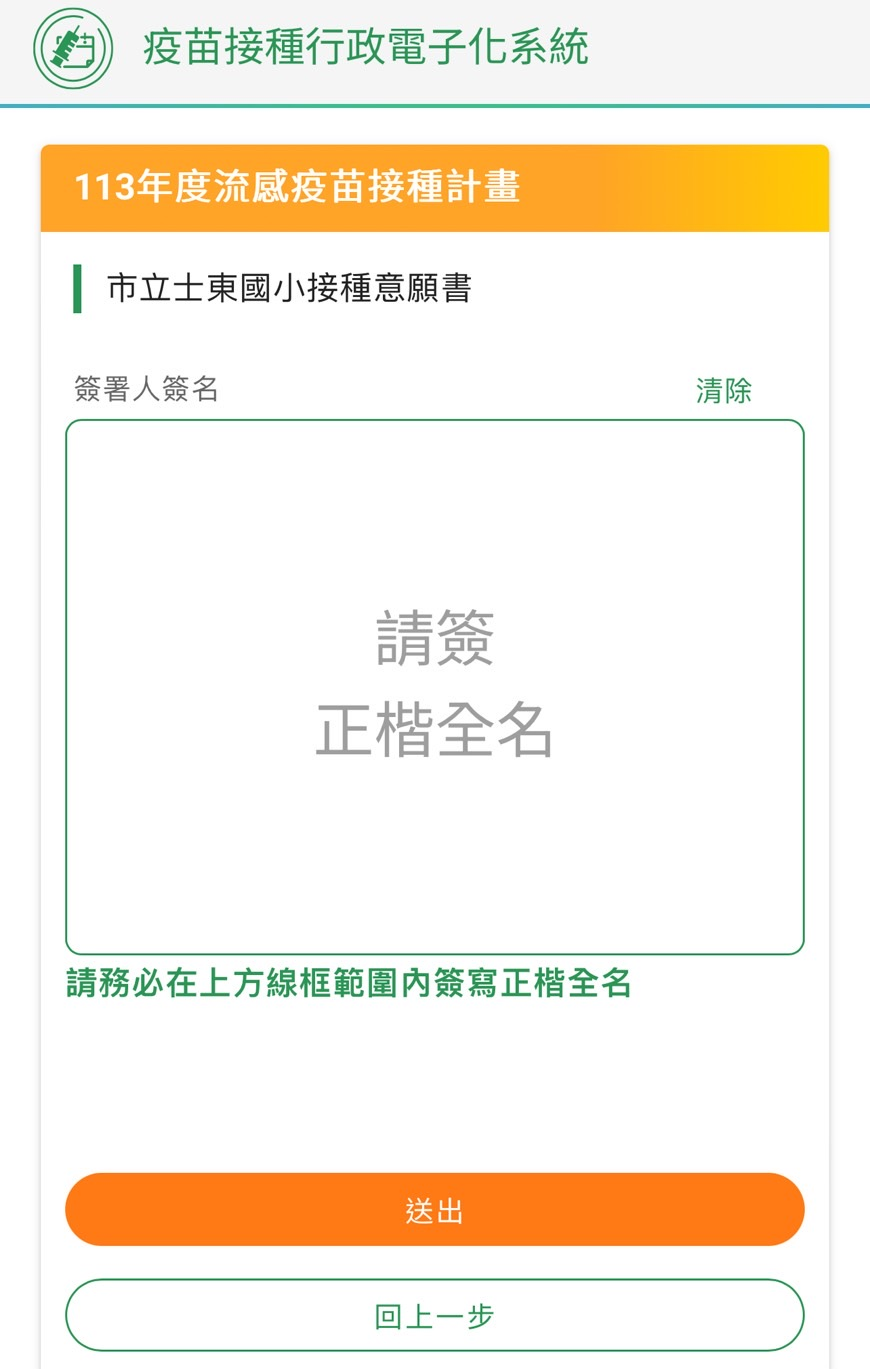 疫苗接種行政電子化系統
113年度流感疫苗接種計畫
市立士東國小接種意願書
簽署人簽名
清除
請簽
正楷全名
請務必在上方線框範圍內簽寫正楷全名
送出
回上一步